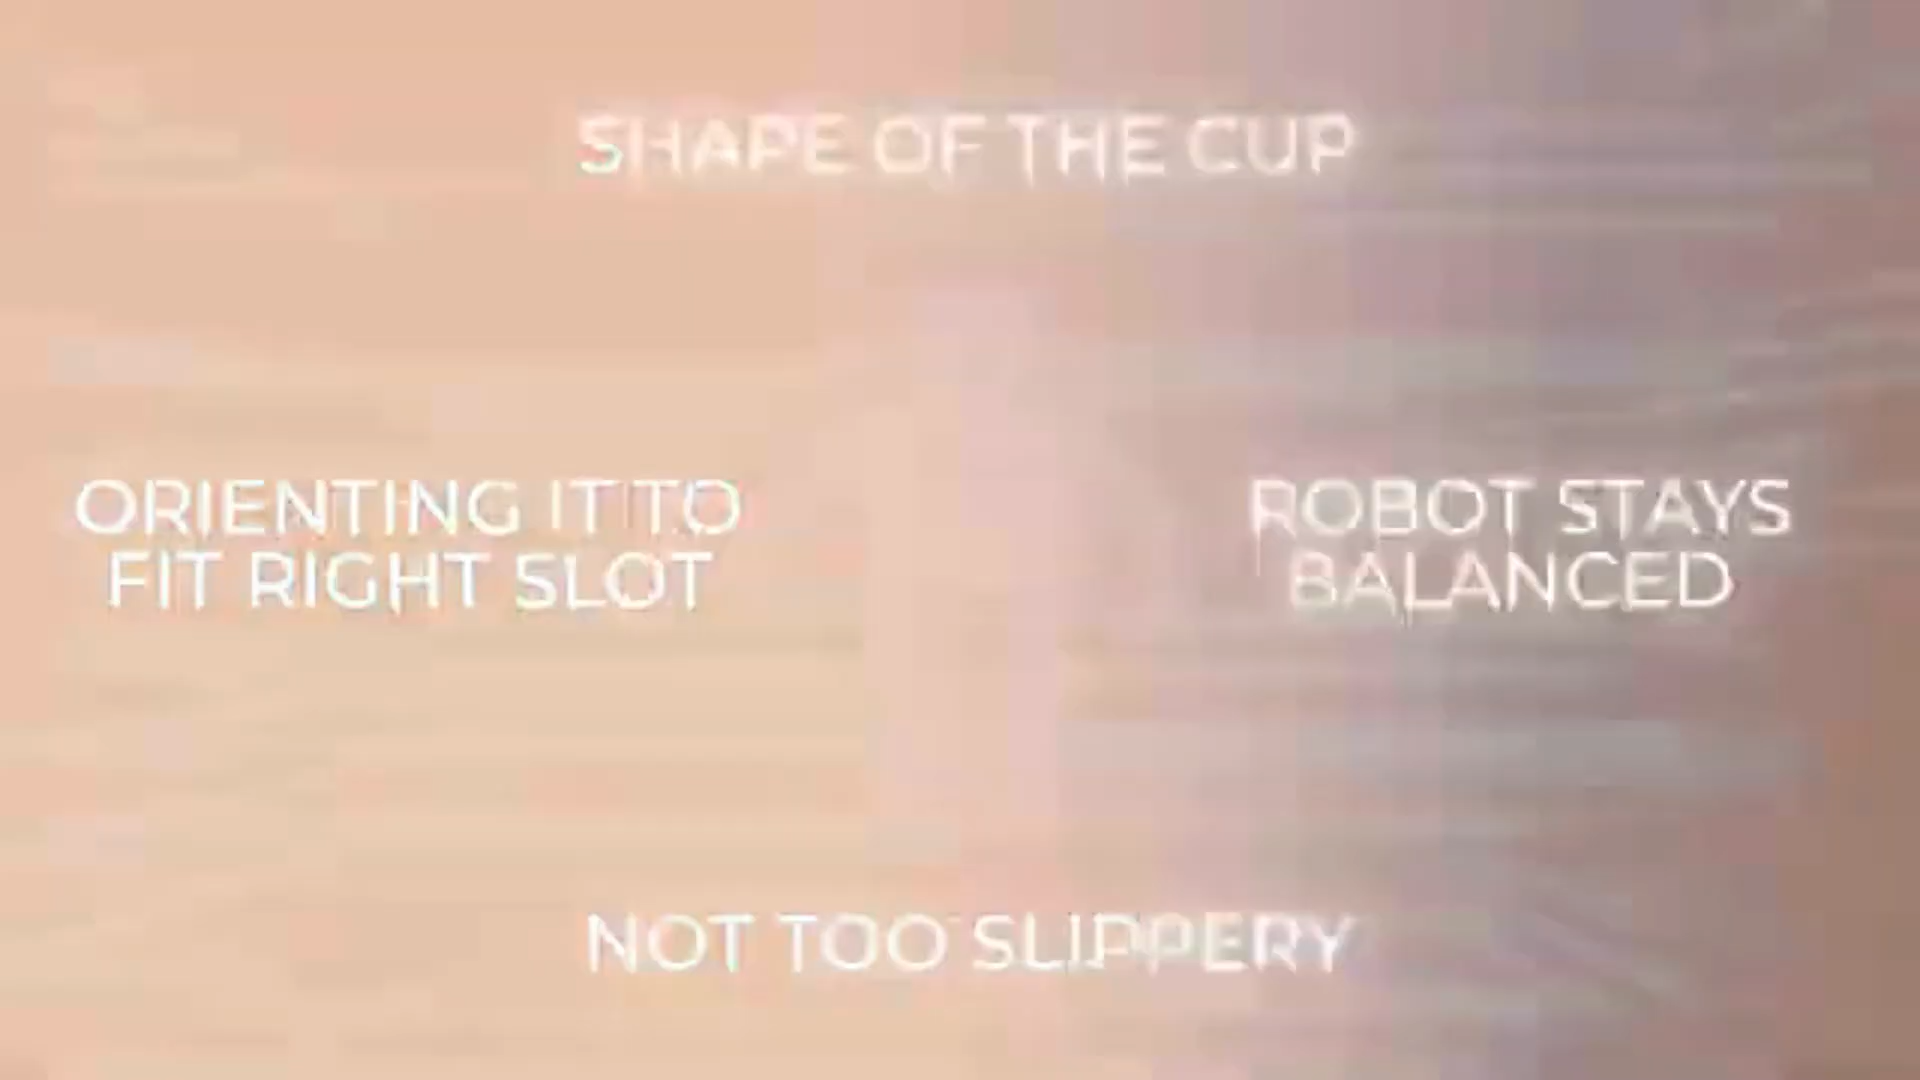 SHAPE OF THE CUP
ORIENTING IT TO
FIT RIGHT SLOT
ROBOT STAYS
BALANCED
NOT TOO SLIPPERY